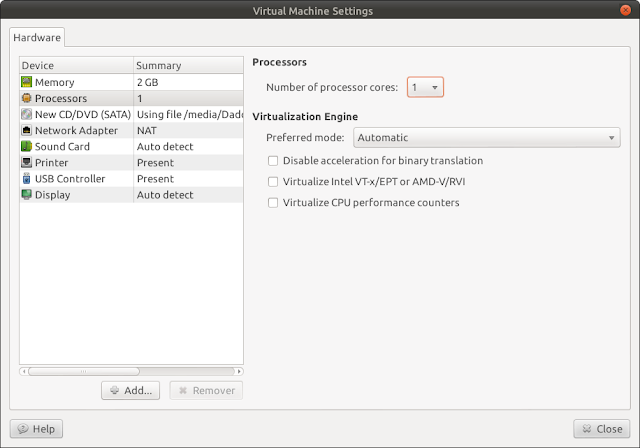 Virtual Machine Settings
Hardware
Device Summary
Memory 2 GB
Processors 1
New CD/DVD (SATA) Using file /media/Dado
Network Adapter NAT
Sound Card Auto detect
Printer Present
USB Controller Present
Display Auto detect
Add...
Remover
Processors
Number of processor cores: 1
Virtualization Engine
Preferred mode: Automatic
Disable acceleration for binary translation
Virtualize Intel VT-x/EPT or AMD-V/RVI
Virtualize CPU performance counters
Help
Close